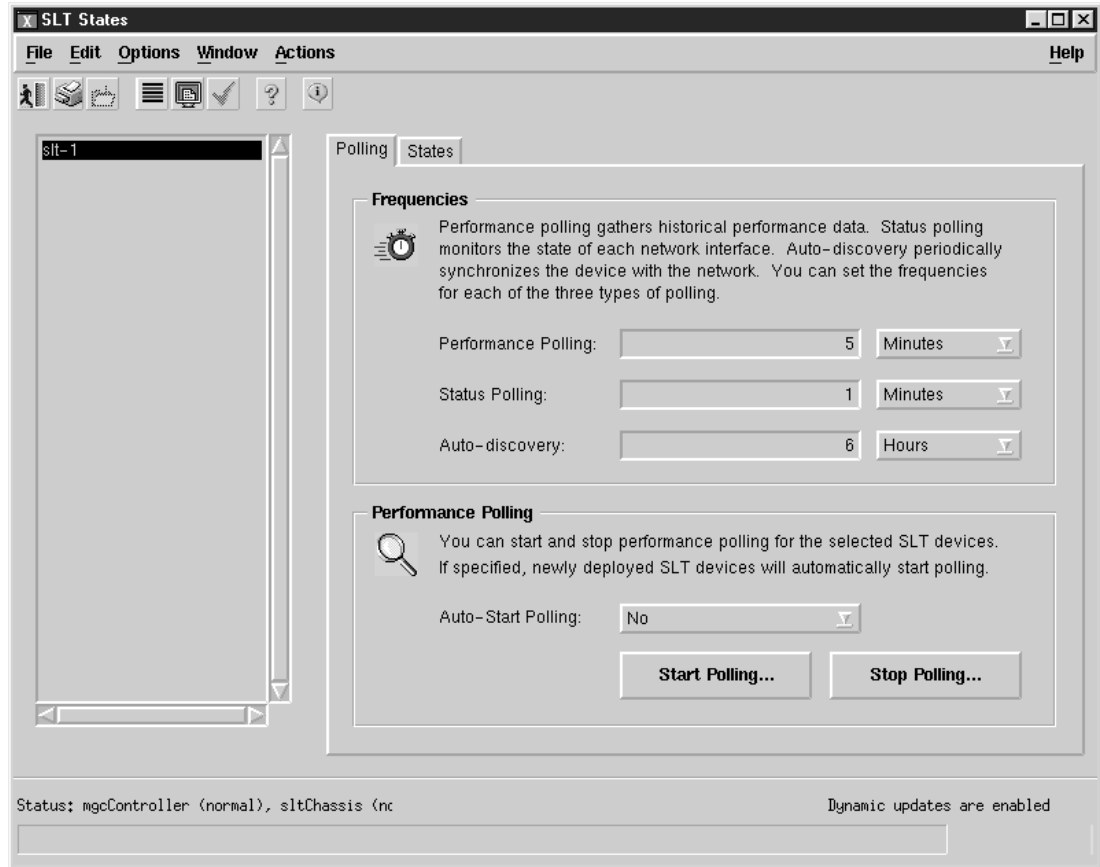 X SLT States
File Edit Options Window Actions Help
slt-1
Polling States
Frequencies
Performance polling gathers historical performance data. Status polling
monitors the state of each network interface. Auto-discovery periodically
synchronizes the device with the network. You can set the frequencies
for each of the three types of polling.
Performance Polling: 5 Minutes
Status Polling: 1 Minutes
Auto-discovery: 6 Hours
Performance Polling
You can start and stop performance polling for the selected SLT devices.
If specified, newly deployed SLT devices will automatically start polling.
Auto-Start Polling: No
Start Polling... Stop Polling...
Status: mgcController (normal), sltChassis (no Dynamic updates are enabled